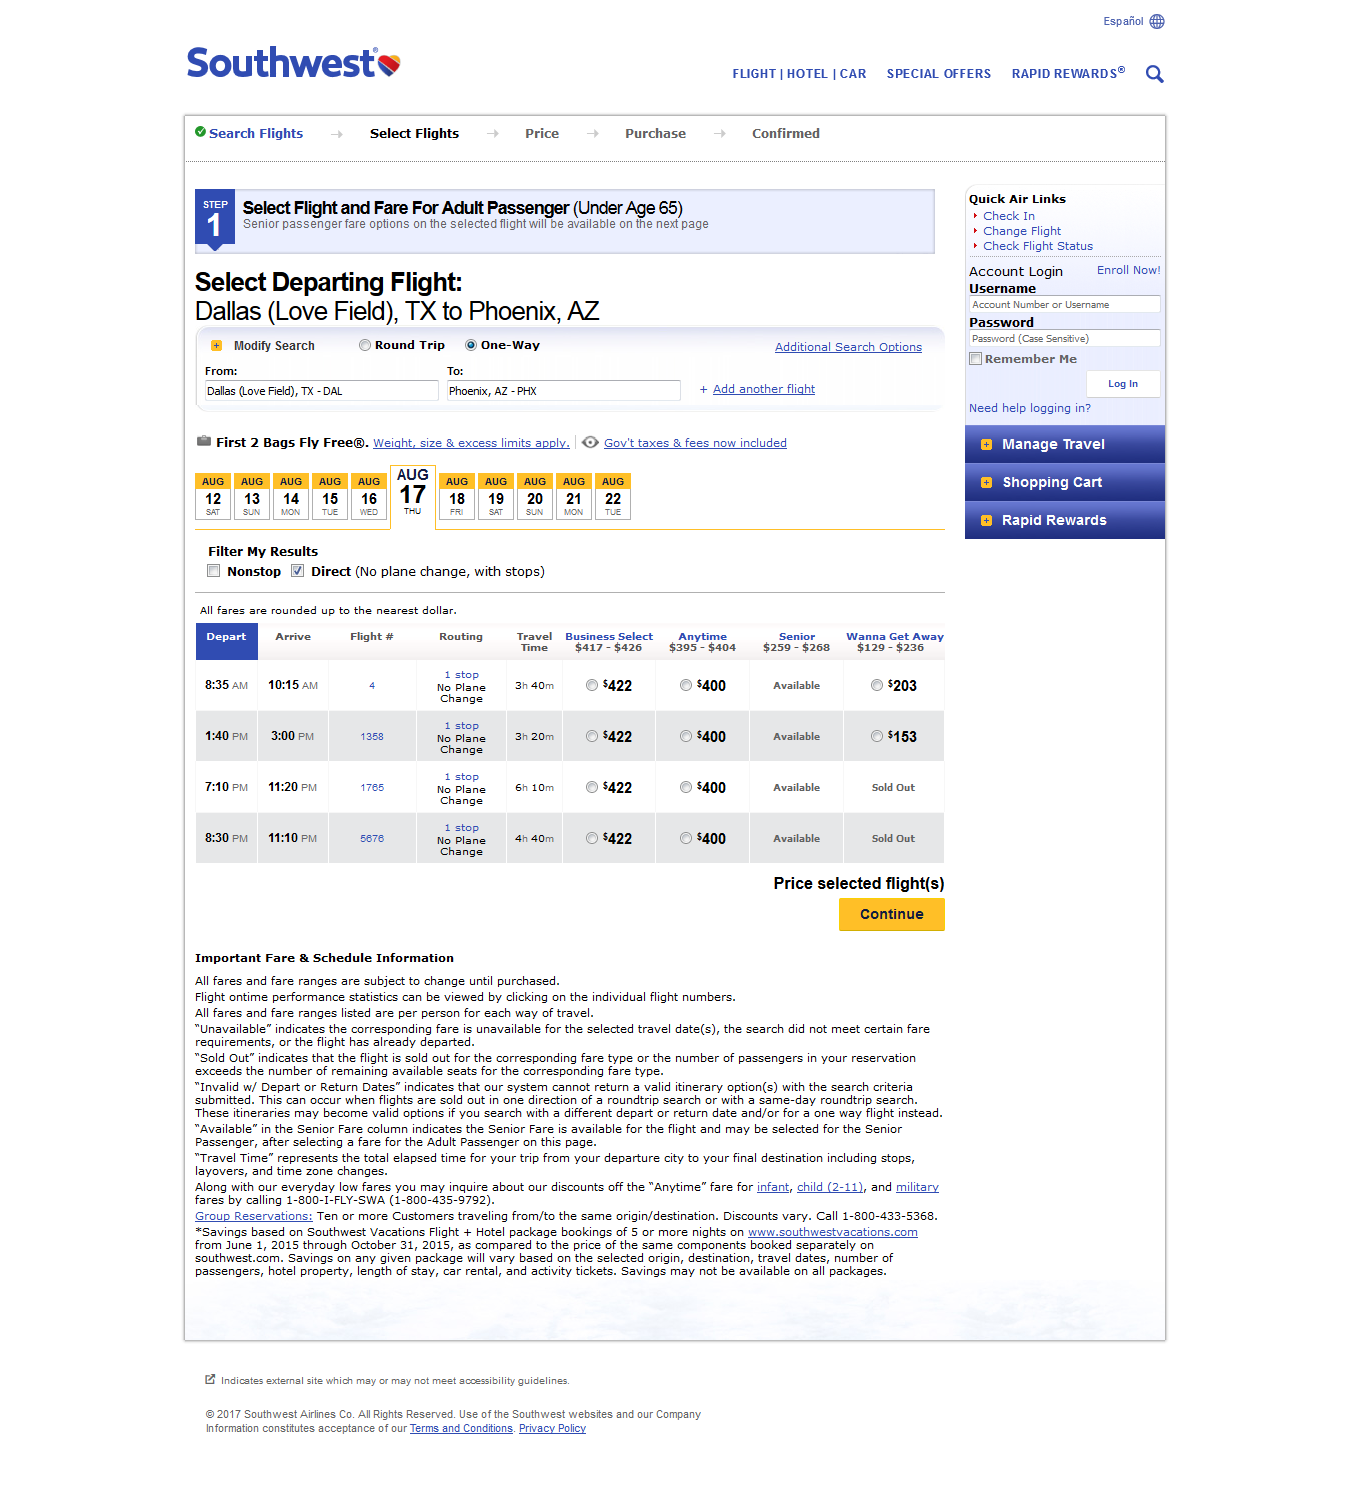 Español
Southwest®
FLIGHT | HOTEL | CAR SPECIAL OFFERS RAPID REWARDS®
Search Flights Select Flights Price Purchase Confirmed
STEP
1
Select Flight and Fare For Adult Passenger (Under Age 65)
Senior passenger fare options on the selected flight will be available on the next page
Select Departing Flight:
Dallas (Love Field), TX to Phoenix, AZ
Modify Search Round Trip One-Way Additional Search Options
From: To:
Dallas (Love Field), TX - DAL Phoenix, AZ - PHX + Add another flight
First 2 Bags Fly Free®. Weight, size & excess limits apply. Gov't taxes & fees now included
AUG AUG AUG AUG AUG AUG AUG AUG AUG AUG AUG
12 13 14 15 16 17 18 19 20 21 22
SAT SUN MON TUE WED THU FRI SAT SUN MON TUE
Filter My Results
Nonstop Direct (No plane change, with stops)
All fares are rounded up to the nearest dollar.
Depart Arrive Flight # Routing Travel Time Business Select $417 - $426 Anytime $395 - $404 Senior $259 - $268 Wanna Get Away $129 - $236
8:35 AM 10:15 AM 4 1 stop No Plane Change 3h 40m $422 $400 Available $203
1:40 PM 3:00 PM 1358 1 stop No Plane Change 3h 20m $422 $400 Available $153
7:10 PM 11:20 PM 1765 1 stop No Plane Change 6h 10m $422 $400 Available Sold Out
8:30 PM 11:10 PM 5676 1 stop No Plane Change 4h 40m $422 $400 Available Sold Out
Price selected flight(s)
Continue
Important Fare & Schedule Information
All fares and fare ranges are subject to change until purchased.
Flight ontime performance statistics can be viewed by clicking on the individual flight numbers.
All fares and fare ranges listed are per person for each way of travel.
“Unavailable” indicates the corresponding fare is unavailable for the selected travel date(s), the search did not meet certain fare
requirements, or the flight has already departed.
“Sold Out” indicates that the flight is sold out for the corresponding fare type or the number of passengers in your reservation
exceeds the number of remaining available seats for the corresponding fare type.
“Invalid w/ Depart or Return Dates” indicates that our system cannot return a valid itinerary option(s) with the search criteria
submitted. This can occur when flights are sold out in one direction of a roundtrip search or with a same-day roundtrip search.
These itineraries may become valid options if you search with a different depart or return date and/or for a one way flight instead.
“Available” in the Senior Fare column indicates the Senior Fare is available for the flight and may be selected for the Senior
Passenger, after selecting a fare for the Adult Passenger on this page.
“Travel Time” represents the total elapsed time for your trip from your departure city to your final destination including stops,
layovers, and time zone changes.
Along with our everyday low fares you may inquire about our discounts off the “Anytime” fare for infant, child (2-11), and military
fares by calling 1-800-I-FLY-SWA (1-800-435-9792).
Group Reservations: Ten or more Customers traveling from/to the same origin/destination. Discounts vary. Call 1-800-433-5368.
*Savings based on Southwest Vacations Flight + Hotel package bookings of 5 or more nights on www.southwestvacations.com
from June 1, 2015 through October 31, 2015, as compared to the price of the same components booked separately on
southwest.com. Savings on any given package will vary based on the selected origin, destination, travel dates, number of
passengers, hotel property, length of stay, car rental, and activity tickets. Savings may not be available on all packages.
Quick Air Links
Check In
Change Flight
Check Flight Status
Account Login Enroll Now!
Username
Account Number or Username
Password
Password (Case Sensitive)
Remember Me
Log In
Need help logging in?
Manage Travel
Shopping Cart
Rapid Rewards
Indicates external site which may or may not meet accessibility guidelines.
© 2017 Southwest Airlines Co. All Rights Reserved. Use of the Southwest websites and our Company
Information constitutes acceptance of our Terms and Conditions. Privacy Policy